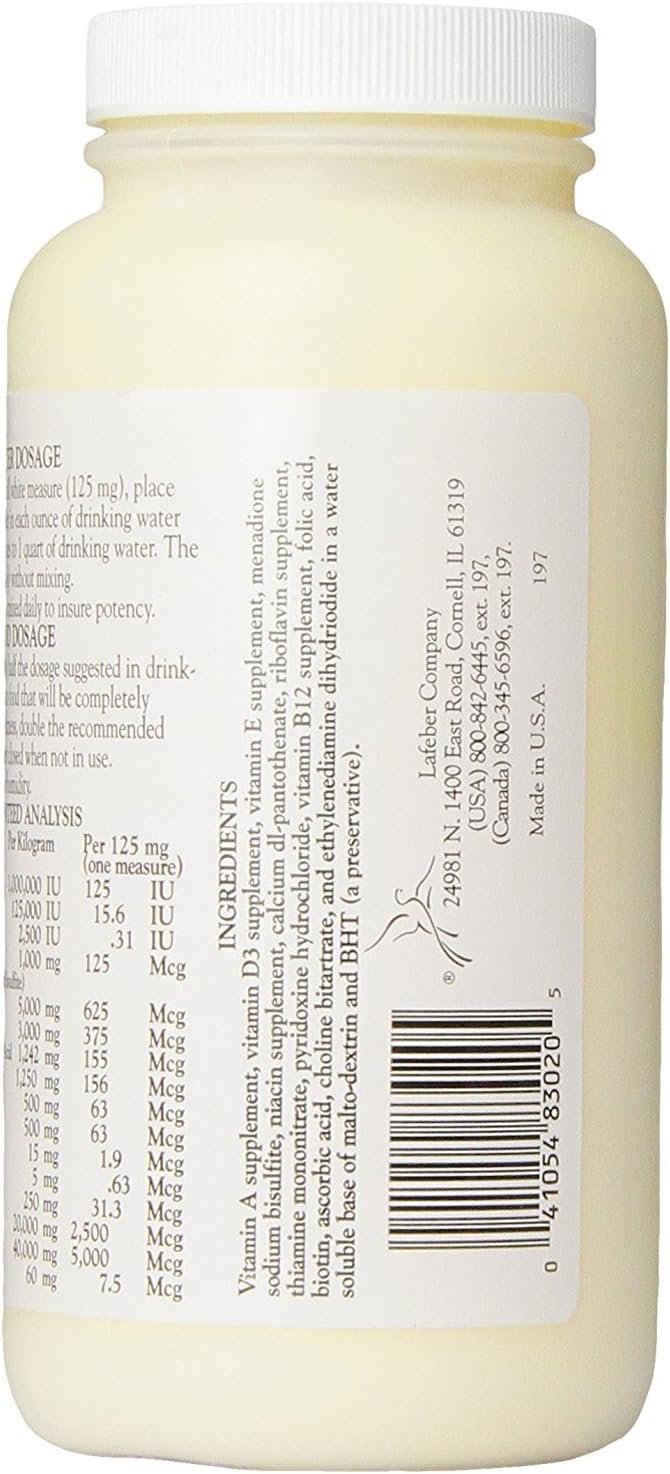 DOSAGE
white measure (125 mg), place
in each ounce of drinking water
to 1 quart of drinking water. The
without mixing.
daily to insure potency.
DOSAGE
half the dosage suggested in drink-
food that will be completely
double the recommended
closed when not in use.
humidity.
ANALYSIS
Per Kilogram Per 125 mg
(one measure)
1,000,000 IU 125 IU
125,000 IU 15.6 IU
2,500 IU .31 IU
1,000 mg 125 Mcg
5,000 mg 625 Mcg
3,000 mg 375 Mcg
1,242 mg 155 Mcg
1,250 mg 156 Mcg
500 mg 63 Mcg
500 mg 63 Mcg
15 mg 1.9 Mcg
5 mg .63 Mcg
250 mg 31.3 Mcg
20,000 mg 2,500 Mcg
40,000 mg 5,000 Mcg
60 mg 7.5 Mcg
INGREDIENTS
Vitamin A supplement, vitamin D3 supplement, vitamin E supplement, menadione
sodium bisulfite, niacin supplement, calcium dl-pantothenate, riboflavin supplement,
thiamine mononitrate, pyridoxine hydrochloride, vitamin B12 supplement, folic acid,
biotin, ascorbic acid, choline bitartrate, and ethylenediamine dihydriodide in a water
soluble base of malto-dextrin and BHT (a preservative).
®
Lafeber Company
24981 N. 1400 East Road, Cornell, IL 61319
(USA) 800-842-6445, ext. 197,
(Canada) 800-345-6596, ext. 197.
Made in U.S.A. 197
0 41054 83020 5